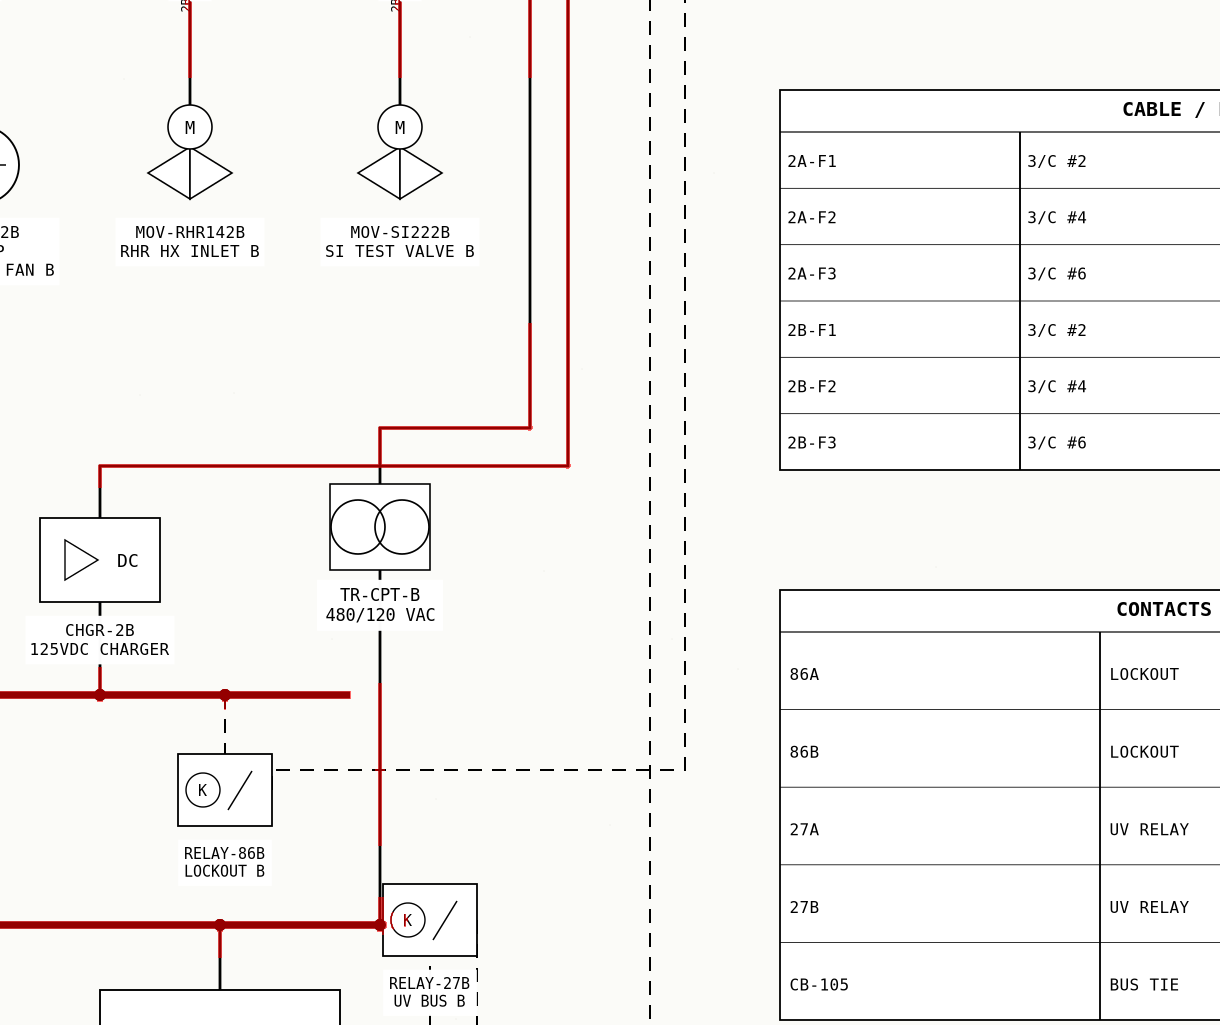 2B
2B
M
M
2B
P
FAN B
MOV-RHR142B
RHR HX INLET B
MOV-SI222B
SI TEST VALVE B
DC
CHGR-2B
125VDC CHARGER
TR-CPT-B
480/120 VAC
K
RELAY-86B
LOCKOUT B
K
RELAY-27B
UV BUS B
CABLE /
2A-F1 3/C #2
2A-F2 3/C #4
2A-F3 3/C #6
2B-F1 3/C #2
2B-F2 3/C #4
2B-F3 3/C #6
CONTACTS
86A LOCKOUT
86B LOCKOUT
27A UV RELAY
27B UV RELAY
CB-105 BUS TIE